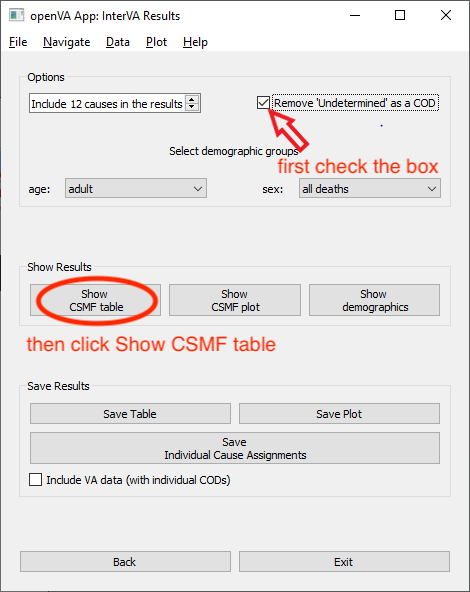 openVA App: InterVA Results
File Navigate Data Plot Help
Options
Include 12 causes in the results
Remove 'Undetermined' as a COD
Select demographic groups
first check the box
age: adult sex: all deaths
Show Results
Show
CSMF table
Show
CSMF plot
Show
demographics
then click Show CSMF table
Save Results
Save Table
Save Plot
Save
Individual Cause Assignments
Include VA data (with individual CODs)
Back
Exit